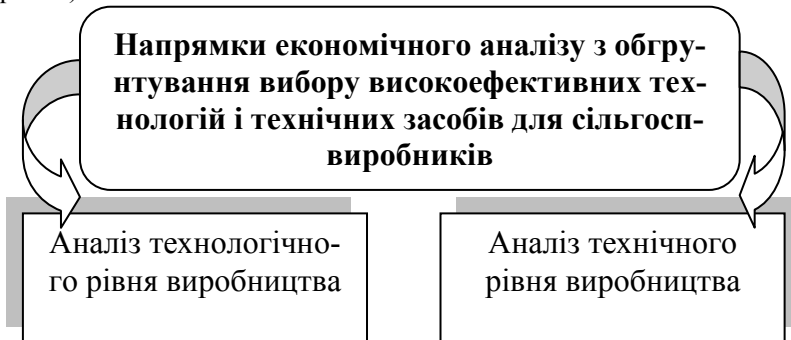 Напрямки економічного аналізу з обгру-
нтування вибору високоефективних тех-
нологій і технічних засобів для сільгосп-
виробників
Аналіз технологічно-
го рівня виробництва
Аналіз технічного
рівня виробництва